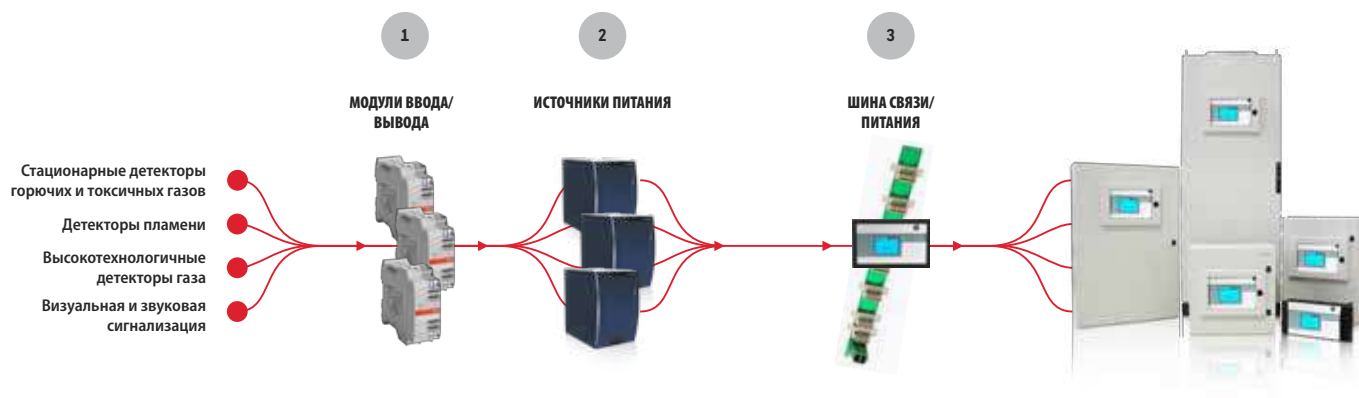 1
2
3
МОДУЛИ ВВОДА/
ВЫВОДА
ИСТОЧНИКИ ПИТАНИЯ
ШИНА СВЯЗИ/
ПИТАНИЯ
Стационарные детекторы
горючих и токсичных газов
Детекторы пламени
Высокотехнологичные
детекторы газа
Визуальная и звуковая
сигнализация